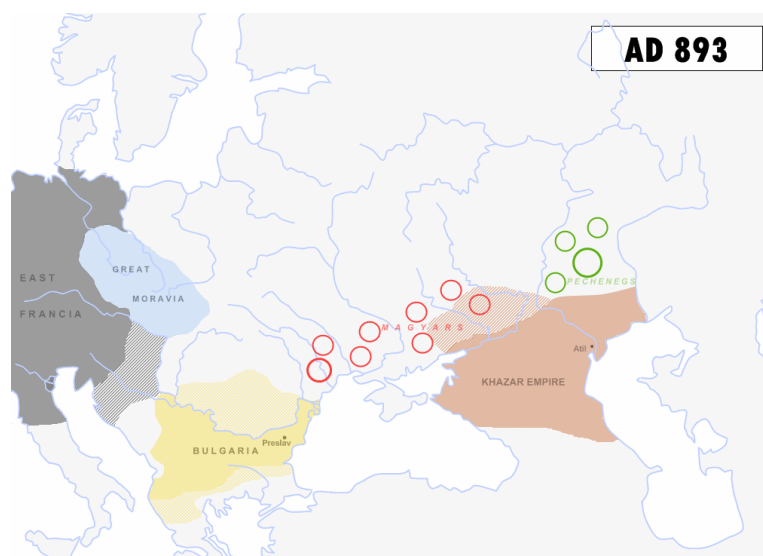 AD 893
GREAT
MORAVIA
EAST
FRANCIA
PECHENEGS
MAGYARS
Atil
KHAZAR EMPIRE
Preslav
BULGARIA